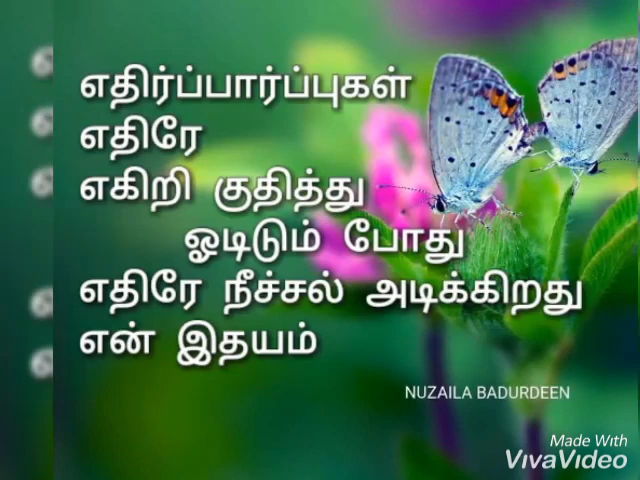 எதிர்ப்பார்ப்புகள்
எதிரே
எகிறி குதித்து
ஓடிடும் போது
எதிரே நீச்சல் அடிக்கிறது
என் இதயம்
NUZAILA BADURDEEN
Made With
VivaVideo